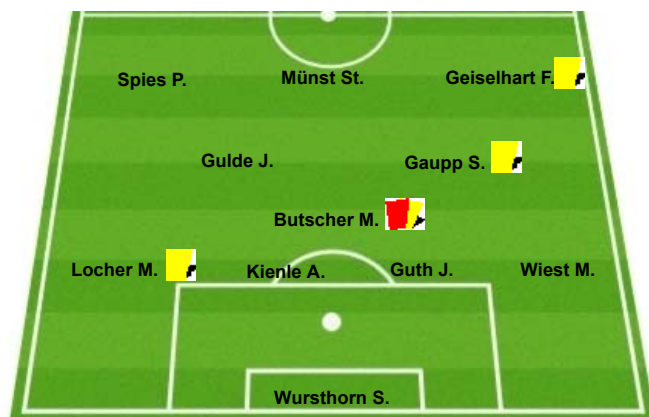 Spies P. Münst St. Geiselhart F.
Gulde J. Gaupp S.
Butscher M.
Locher M. Kienle A. Guth J. Wiest M.
Wursthorn S.